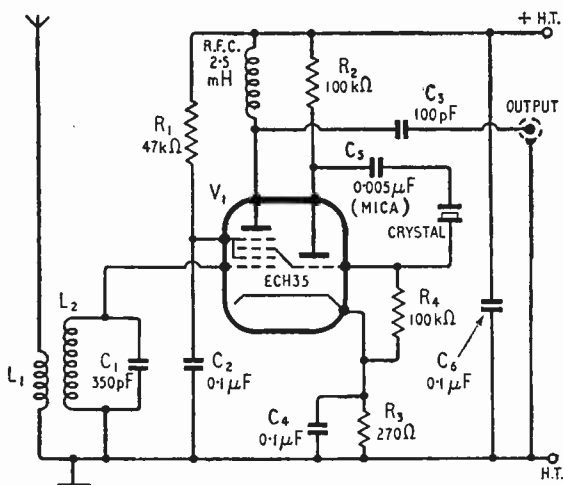 + H.T.
R.F.C.
2·5
mH
R2
100kΩ
C3
100pF
OUTPUT
R1
47kΩ
C5
0·005μF
(MICA)
V1
CRYSTAL
ECH35
L2
R4
100kΩ
C1
350pF
L1
C2
0·1μF
C6
0·1μF
C4
0·1μF
R3
270Ω
H.T.